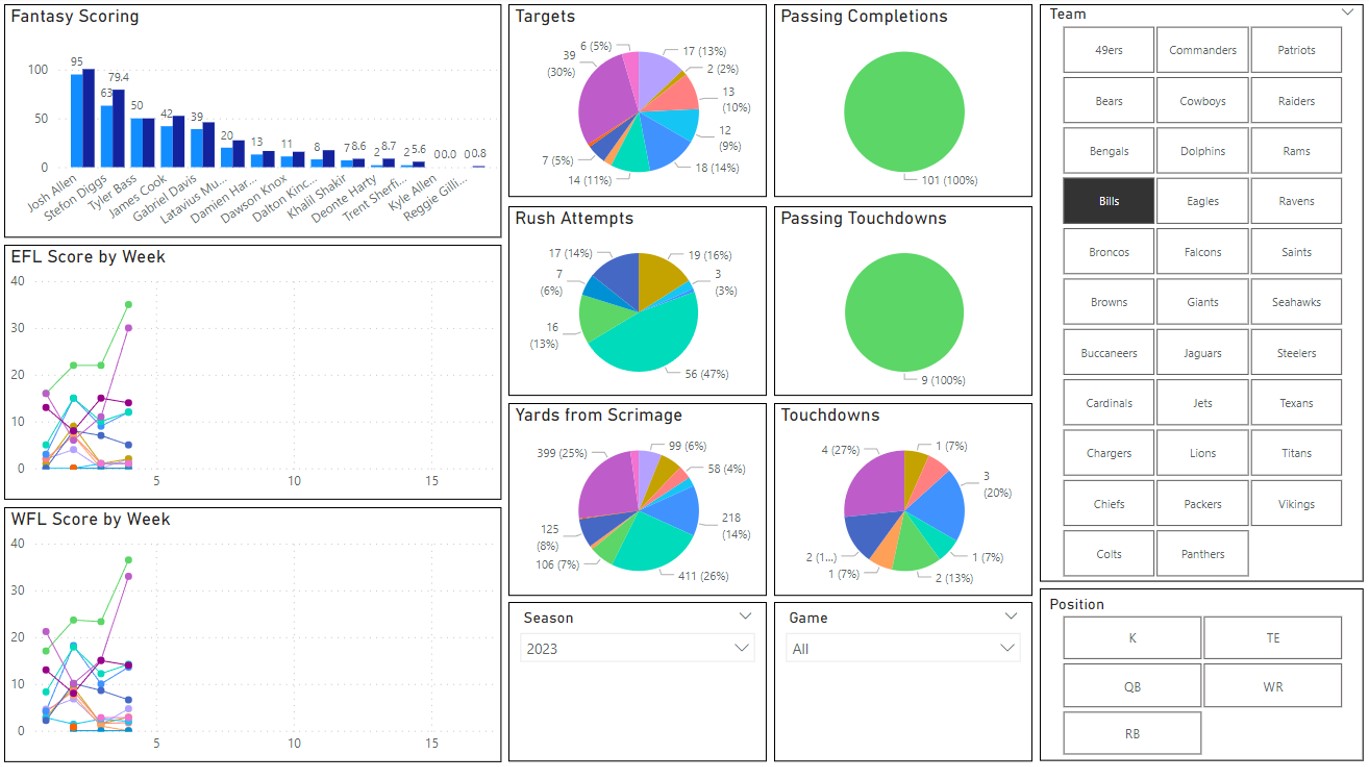 Fantasy Scoring
100
50
0
95
63
79.4
50
42
39
20
13
11
8
7
8.6
2
8.7
2
5.6
0
0.0
0
0.8
Josh Allen
Stefon Diggs
Tyler Bass
James Cook
Gabriel Davis
Latavius Mu...
Damien Har...
Dawson Knox
Dalton Kinc...
Khalil Shakir
Deonte Harty
Trent Sherfi...
Kyle Allen
Reggie Gilli...
EFL Score by Week
40
30
20
10
0
5
10
15
WFL Score by Week
40
30
20
10
0
5
10
15
Targets
6 (5%)
17 (13%)
39
(30%)
2 (2%)
13
(10%)
12
(9%)
7 (5%)
18 (14%)
14 (11%)
Rush Attempts
17 (14%)
19 (16%)
7
(6%)
3
(3%)
16
(13%)
56 (47%)
Yards from Scrimage
399 (25%)
99 (6%)
58 (4%)
218
(14%)
125
(8%)
106 (7%)
411 (26%)
Season
2023
Passing Completions
101 (100%)
Passing Touchdowns
9 (100%)
Touchdowns
4 (27%)
1 (7%)
3
(20%)
2 (1...)
1 (7%)
1 (7%)
2 (13%)
Game
All
Team
49ers Commanders Patriots
Bears Cowboys Raiders
Bengals Dolphins Rams
Bills Eagles Ravens
Broncos Falcons Saints
Browns Giants Seahawks
Buccaneers Jaguars Steelers
Cardinals Jets Texans
Chargers Lions Titans
Chiefs Packers Vikings
Colts Panthers
Position
K TE
QB WR
RB